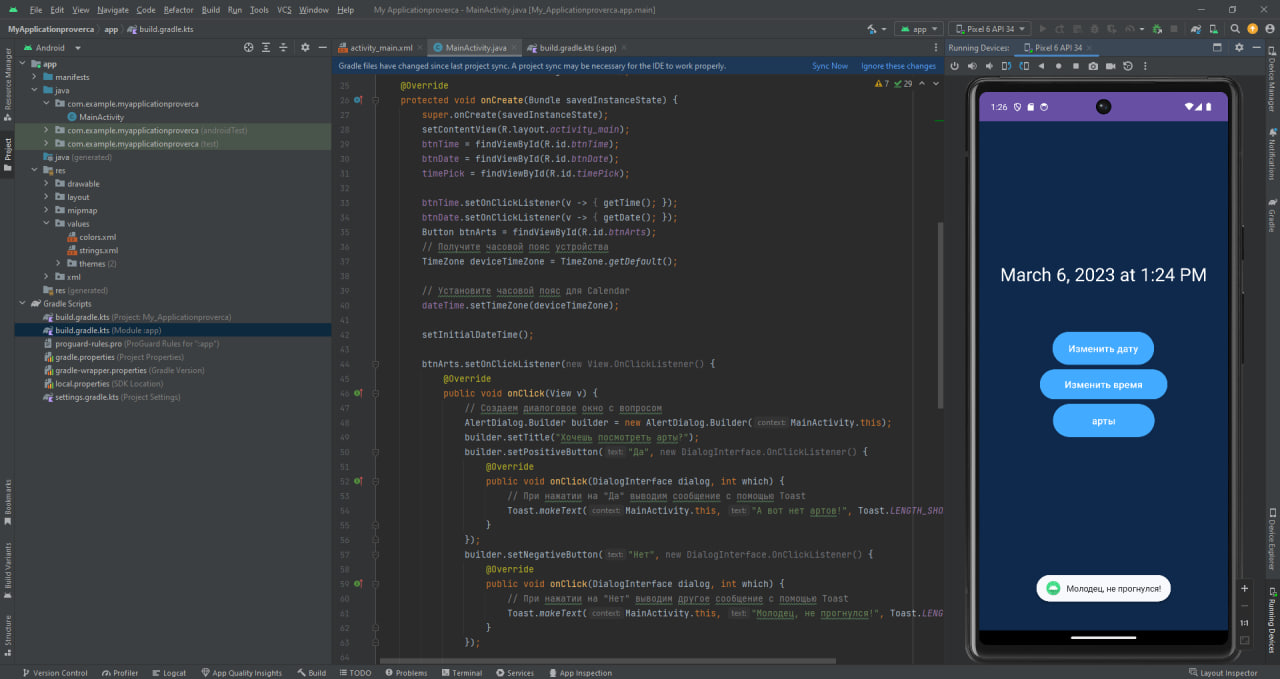 File Edit View Navigate Code Refactor Build Run Tools VCS Window Help My Applicationproverca - MainActivity.java [My_Applicationproverca.app.main]
MyApplicationproverca app build.gradle.kts
app Pixel 6 API 34
Android
activity_main.xml MainActivity.java build.gradle.kts (:app)
Running Devices: Pixel 6 API 34
Gradle files have changed since last project sync. A project sync may be necessary for the IDE to work properly. Sync Now Ignore these changes
Resource Manager
Project
Bookmarks
Build Variants
Structure
app
manifests
java
com.example.myapplicationproverca
MainActivity
com.example.myapplicationproverca (androidTest)
com.example.myapplicationproverca (test)
java (generated)
res
drawable
layout
mipmap
values
colors.xml
strings.xml
themes (2)
xml
res (generated)
Gradle Scripts
build.gradle.kts (Project: My_Applicationproverca)
build.gradle.kts (Module :app)
proguard-rules.pro (ProGuard Rules for ":app")
gradle.properties (Project Properties)
gradle-wrapper.properties (Gradle Version)
local.properties (SDK Location)
settings.gradle.kts (Project Settings)
7 29
25 @Override
26 protected void onCreate(Bundle savedInstanceState) {
27 super.onCreate(savedInstanceState);
28 setContentView(R.layout.activity_main);
29 btnTime = findViewById(R.id.btnTime);
30 btnDate = findViewById(R.id.btnDate);
31 timePick = findViewById(R.id.timePick);
32
33 btnTime.setOnClickListener(v -> { getTime(); });
34 btnDate.setOnClickListener(v -> { getDate(); });
35 Button btnArts = findViewById(R.id.btnArts);
36 // Получите часовой пояс устройства
37 TimeZone deviceTimeZone = TimeZone.getDefault();
38
39 // Установите часовой пояс для Calendar
40 dateTime.setTimeZone(deviceTimeZone);
41
42 setInitialDateTime();
43
44 btnArts.setOnClickListener(new View.OnClickListener() {
45 @Override
46 public void onClick(View v) {
47 // Создаем диалоговое окно с вопросом
48 AlertDialog.Builder builder = new AlertDialog.Builder( context: MainActivity.this);
49 builder.setTitle("Хочешь посмотреть арты?");
50 builder.setPositiveButton( text: "Да", new DialogInterface.OnClickListener() {
51 @Override
52 public void onClick(DialogInterface dialog, int which) {
53 // При нажатии на "Да" выводим сообщение с помощью Toast
54 Toast.makeText( context: MainActivity.this, text: "А вот нет артов!", Toast.LENGTH_SHO
55 }
56 });
57 builder.setNegativeButton( text: "Нет", new DialogInterface.OnClickListener() {
58 @Override
59 public void onClick(DialogInterface dialog, int which) {
60 // При нажатии на "Нет" выводим другое сообщение с помощью Toast
61 Toast.makeText( context: MainActivity.this, text: "Молодец, не прогнулся!", Toast.LENG
62 }
63 });
64
1:26
March 6, 2023 at 1:24 PM
Изменить дату
Изменить время
арты
Молодец, не прогнулся!
1:1
Device Manager
Notifications
Gradle
Device Explorer
Running Devices
Version Control Profiler Logcat App Quality Insights Build TODO Problems Terminal Services App Inspection Layout Inspector